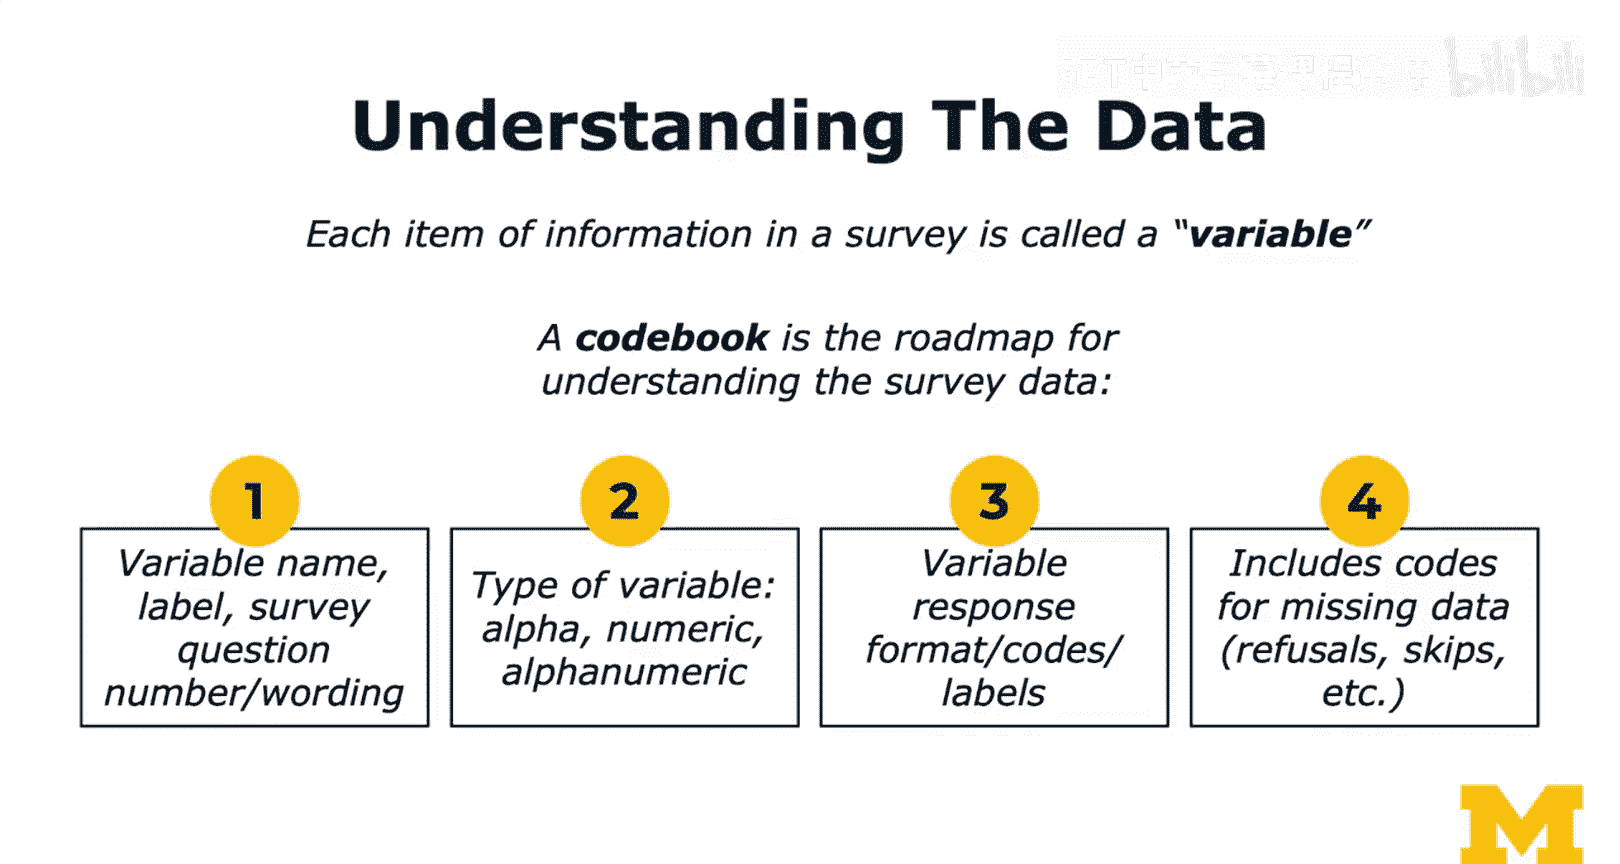 bilibili
Understanding The Data
Each item of information in a survey is called a “variable”
A codebook is the roadmap for
understanding the survey data:
1
Variable name,
label, survey
question
number/wording
2
Type of variable:
alpha, numeric,
alphanumeric
3
Variable
response
format/codes/
labels
4
Includes codes
for missing data
(refusals, skips,
etc.)
M